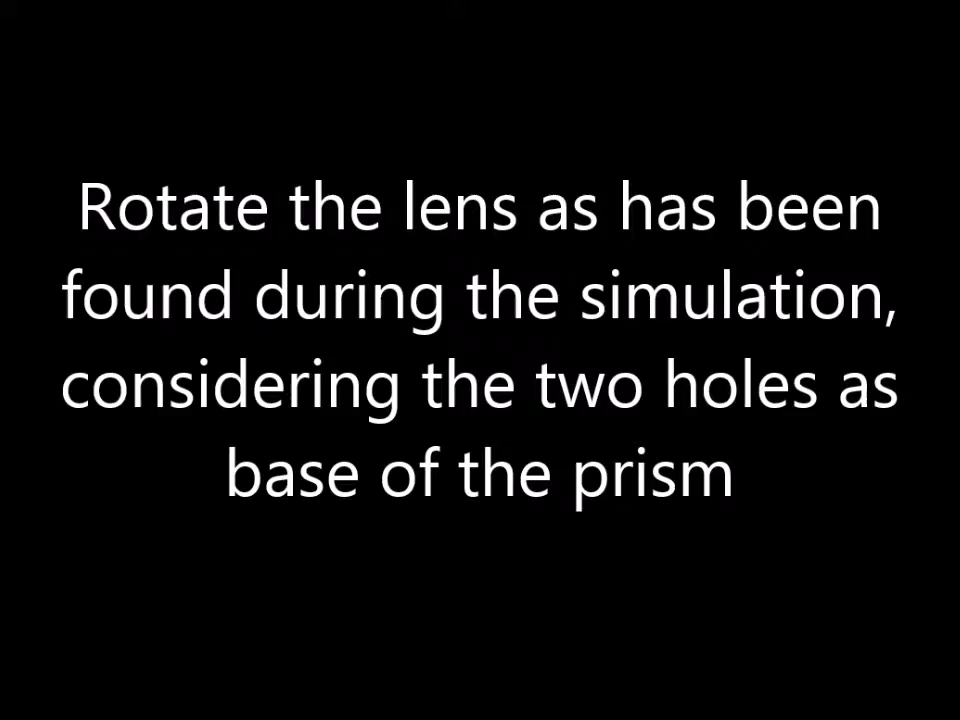 Rotate the lens as has been
found during the simulation,
considering the two holes as
base of the prism